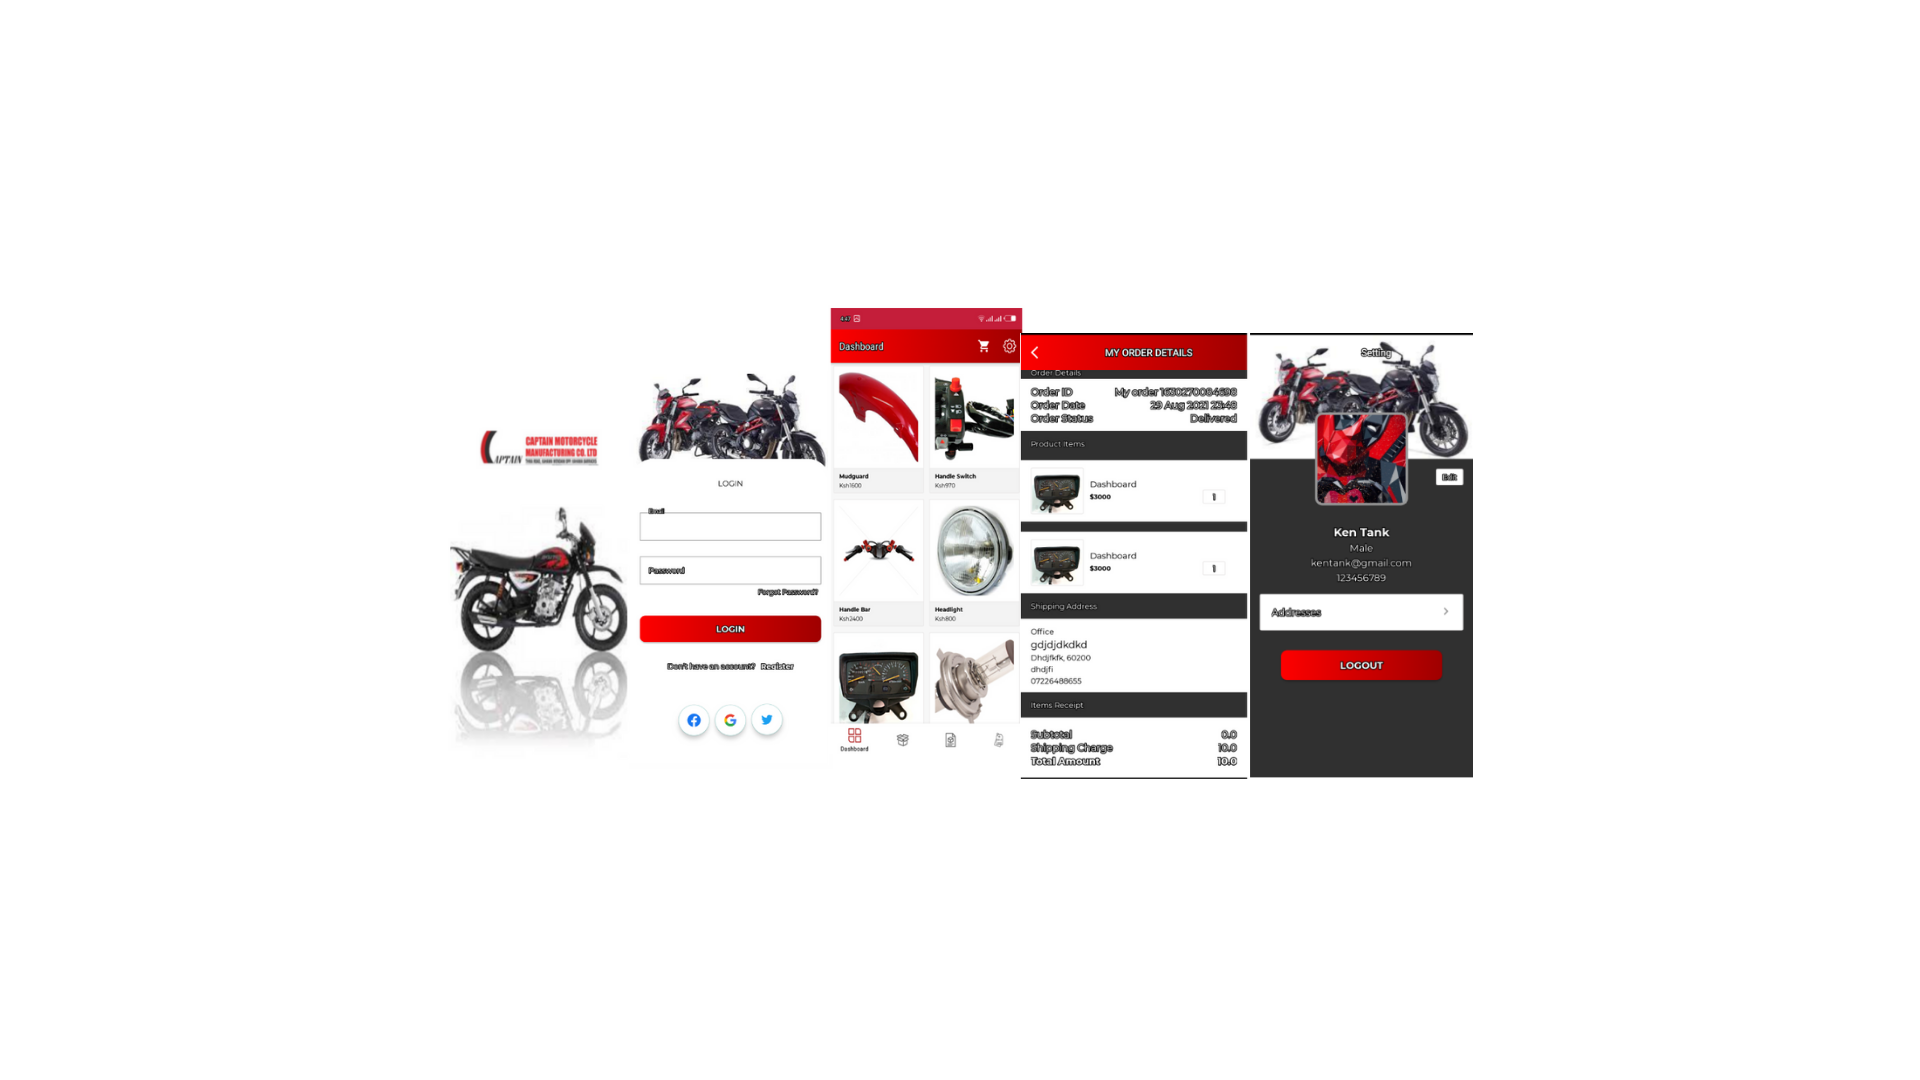 CAPTAIN MOTORCYCLE
MANUFACTURING CO. LTD
APTAIN
LOGIN
Email
Password
Forgot Password?
LOGIN
Don't have an account? Register
Dashboard
Mudguard
Ksh1600
Handle Switch
Ksh970
Handle Bar
Ksh2400
Headlight
Ksh800
Dashboard
MY ORDER DETAILS
Order Details
Order ID My order 1630270084698
Order Date 29 Aug 2021 23:48
Order Status Delivered
Product Items
Dashboard
$3000
1
Dashboard
$3000
1
Shipping Address
Office
gdjdjdkdkd
Dhdjfkfk, 60200
dhdjfi
07226488655
Items Receipt
Subtotal 0.0
Shipping Charge 10.0
Total Amount 10.0
Setting
Edit
Ken Tank
Male
kentank@gmail.com
123456789
Addresses
LOGOUT